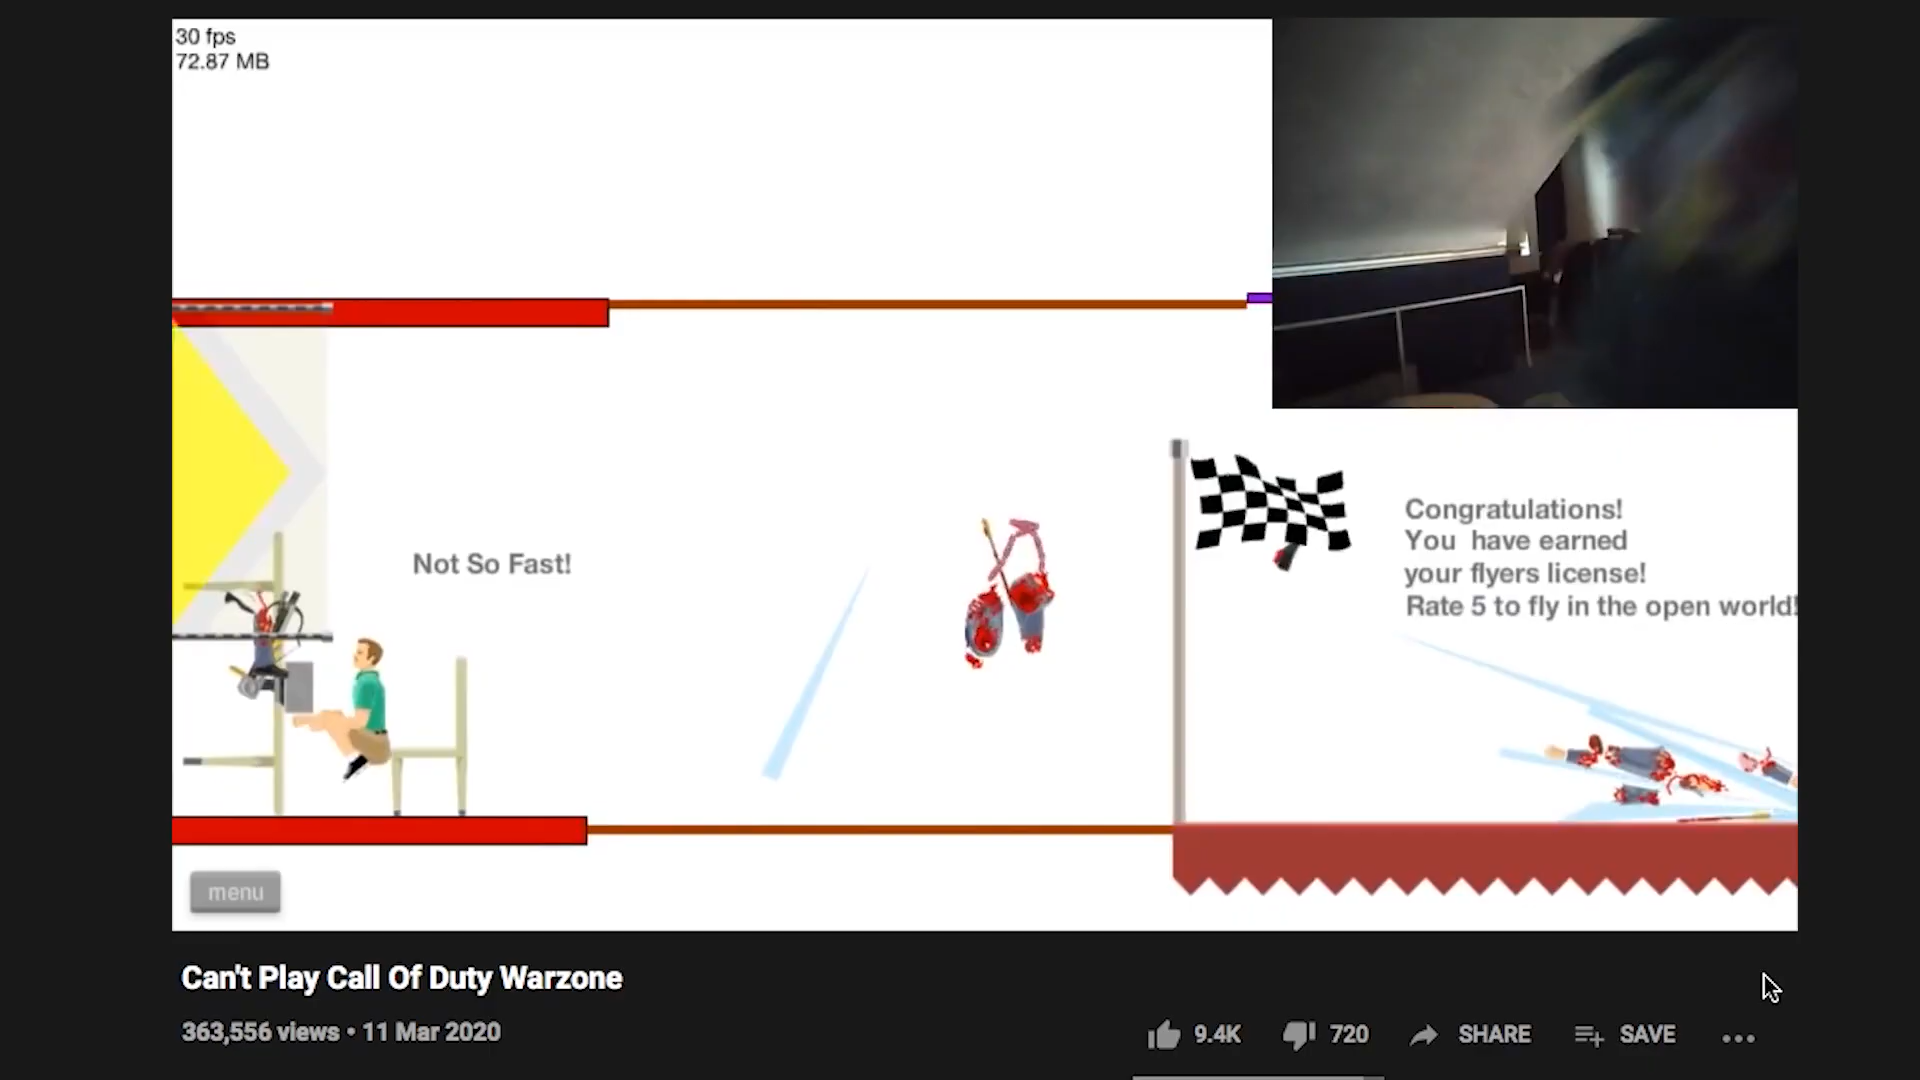 30 fps
72.87 MB
Not So Fast!
Congratulations!
You have earned
your flyers license!
Rate 5 to fly in the open world!
menu
Can't Play Call Of Duty Warzone
363,556 views • 11 Mar 2020
9.4K
720
SHARE
SAVE